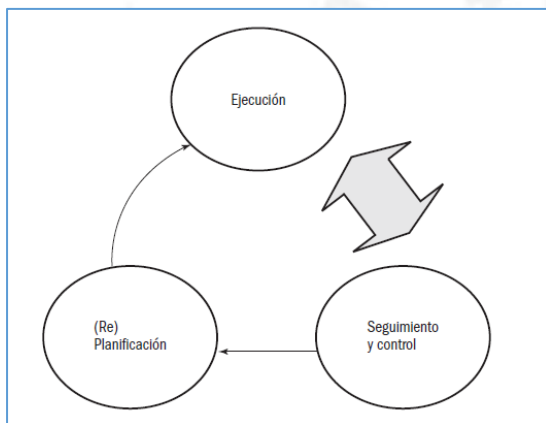 Ejecución
(Re)
Planificación
Seguimiento
y control